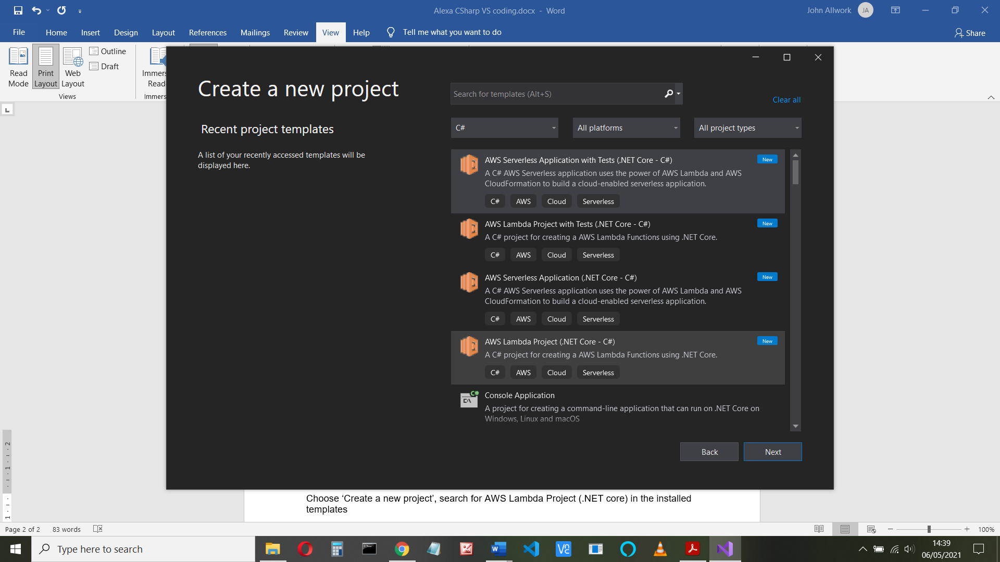 Alexa CSharp VS coding.docx - Word
John Allwork JA
File Home Insert Design Layout References Mailings Review View Help Tell me what you want to do Share
Read Mode
Print Layout
Web Layout
Outline
Draft
Views
Immers
Read
Immers
L
Create a new project
Search for templates (Alt+S)
Clear all
Recent project templates
C# All platforms All project types
A list of your recently accessed templates will be
displayed here.
AWS Serverless Application with Tests (.NET Core - C#) New
A C# AWS Serverless application uses the power of AWS Lambda and AWS
CloudFormation to build a cloud-enabled serverless application.
C# AWS Cloud Serverless
AWS Lambda Project with Tests (.NET Core - C#) New
A C# project for creating a AWS Lambda Functions using .NET Core.
C# AWS Cloud Serverless
AWS Serverless Application (.NET Core - C#) New
A C# AWS Serverless application uses the power of AWS Lambda and AWS
CloudFormation to build a cloud-enabled serverless application.
C# AWS Cloud Serverless
AWS Lambda Project (.NET Core - C#) New
A C# project for creating a AWS Lambda Functions using .NET Core.
C# AWS Cloud Serverless
C#
C:\
Console Application
A project for creating a command-line application that can run on .NET Core on
Windows, Linux and macOS
Back Next
2
1
1
Choose ‘Create a new project’, search for AWS Lambda Project (.NET core) in the installed
templates
Page 2 of 2 83 words 100%
Type here to search
14:39
06/05/2021